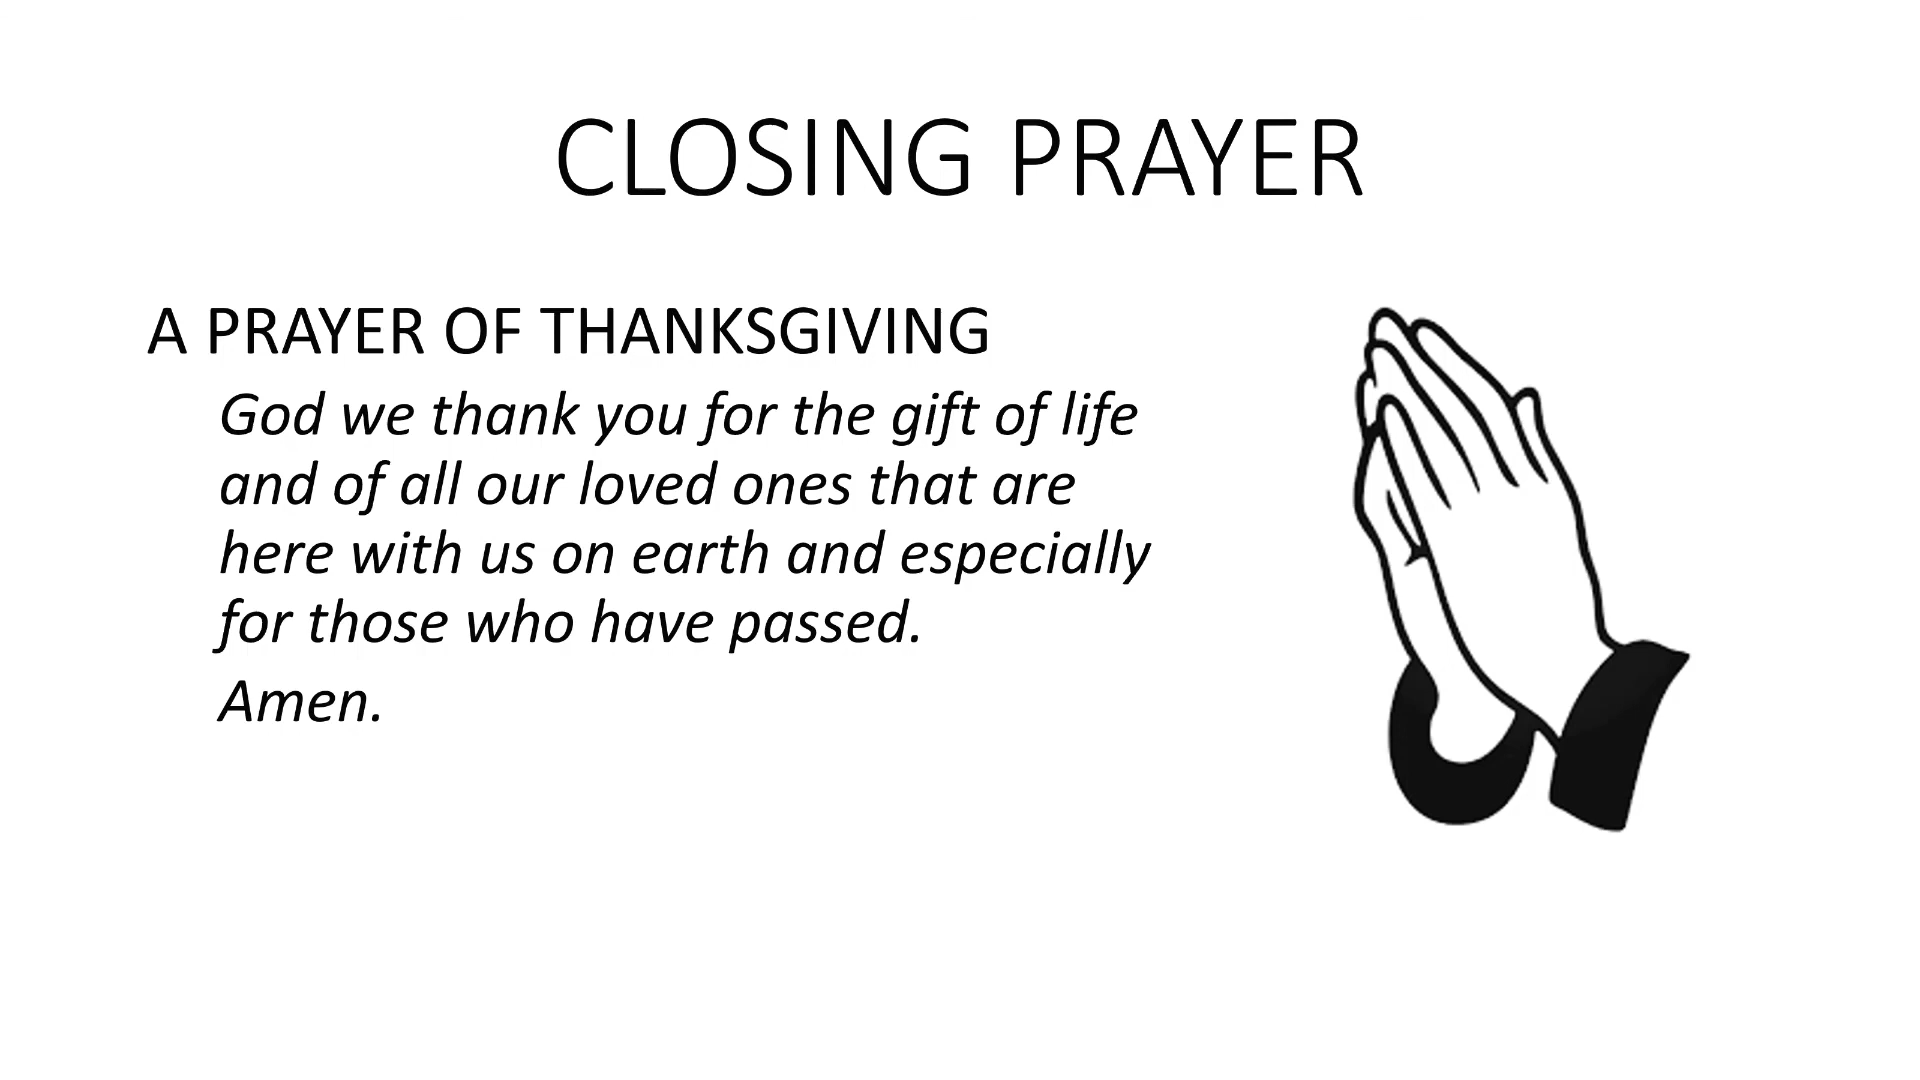 CLOSING PRAYER
A PRAYER OF THANKSGIVING
God we thank you for the gift of life
and of all our loved ones that are
here with us on earth and especially
for those who have passed.
Amen.